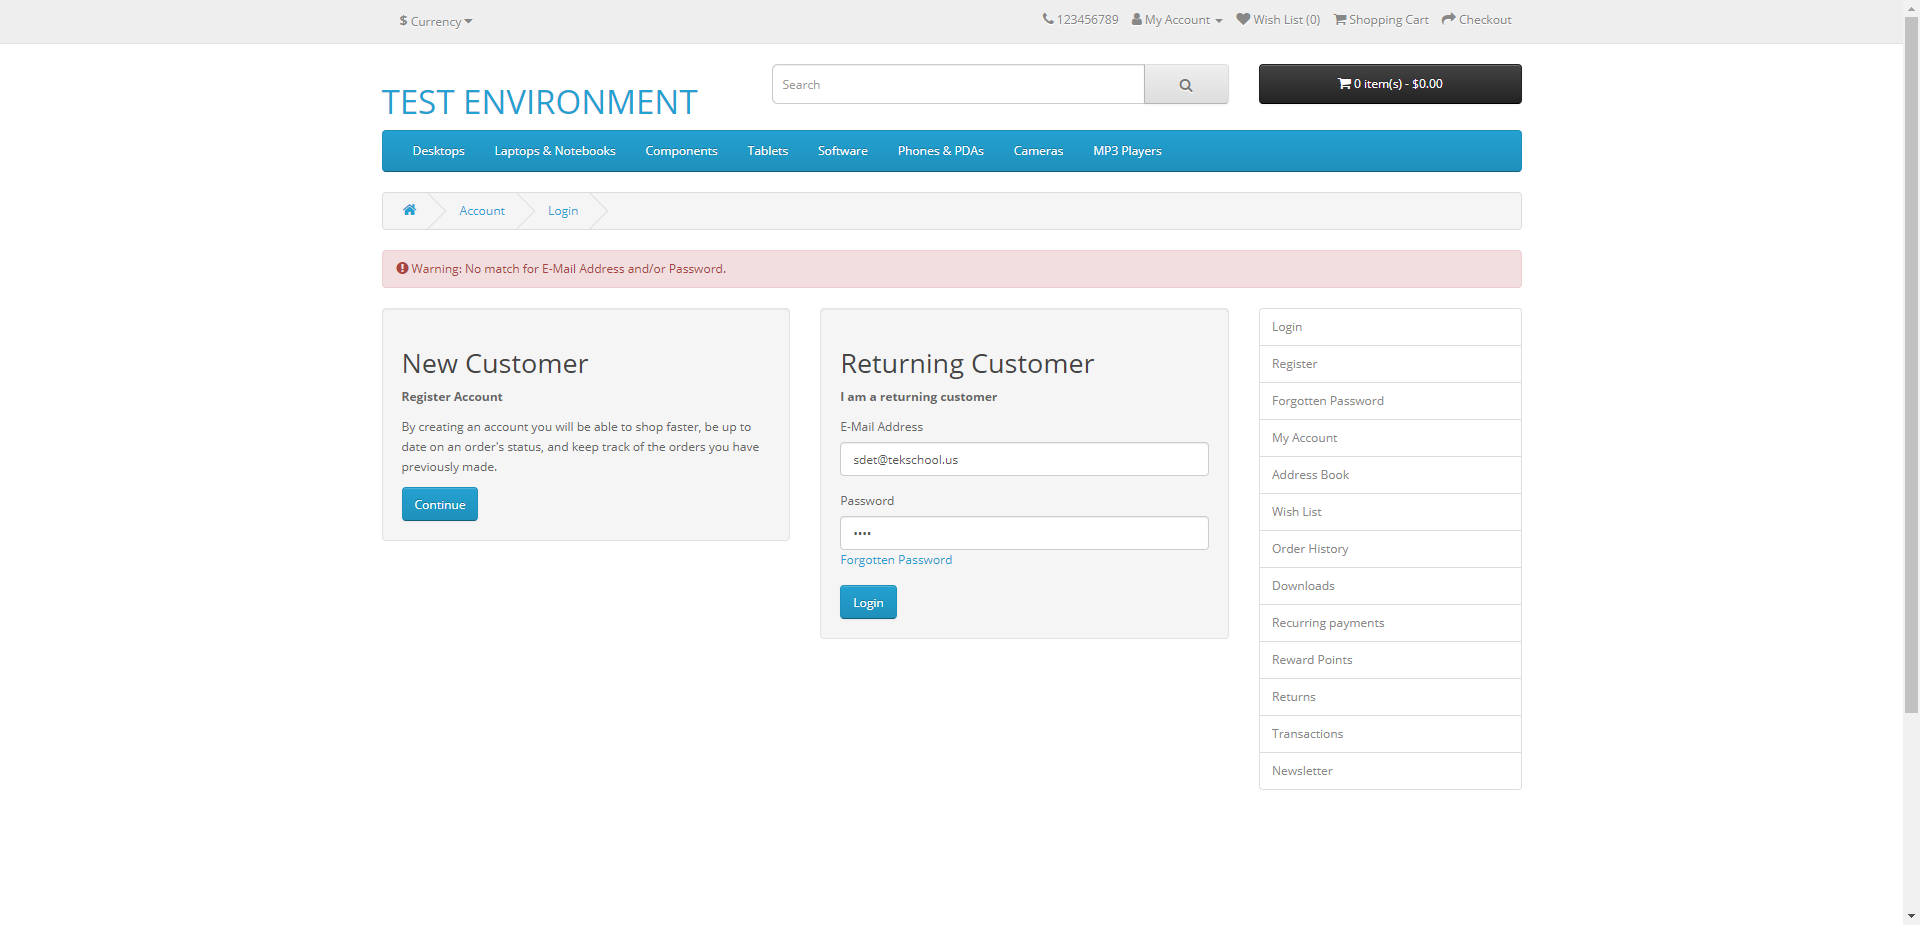 $ Currency
123456789 My Account Wish List (0) Shopping Cart Checkout
TEST ENVIRONMENT
Search
0 item(s) - $0.00
Desktops Laptops & Notebooks Components Tablets Software Phones & PDAs Cameras MP3 Players
Account Login
Warning: No match for E-Mail Address and/or Password.
New Customer
Register Account
By creating an account you will be able to shop faster, be up to
date on an order's status, and keep track of the orders you have
previously made.
Continue
Returning Customer
I am a returning customer
E-Mail Address
sdet@tekschool.us
Password
••••
Forgotten Password
Login
Login
Register
Forgotten Password
My Account
Address Book
Wish List
Order History
Downloads
Recurring payments
Reward Points
Returns
Transactions
Newsletter